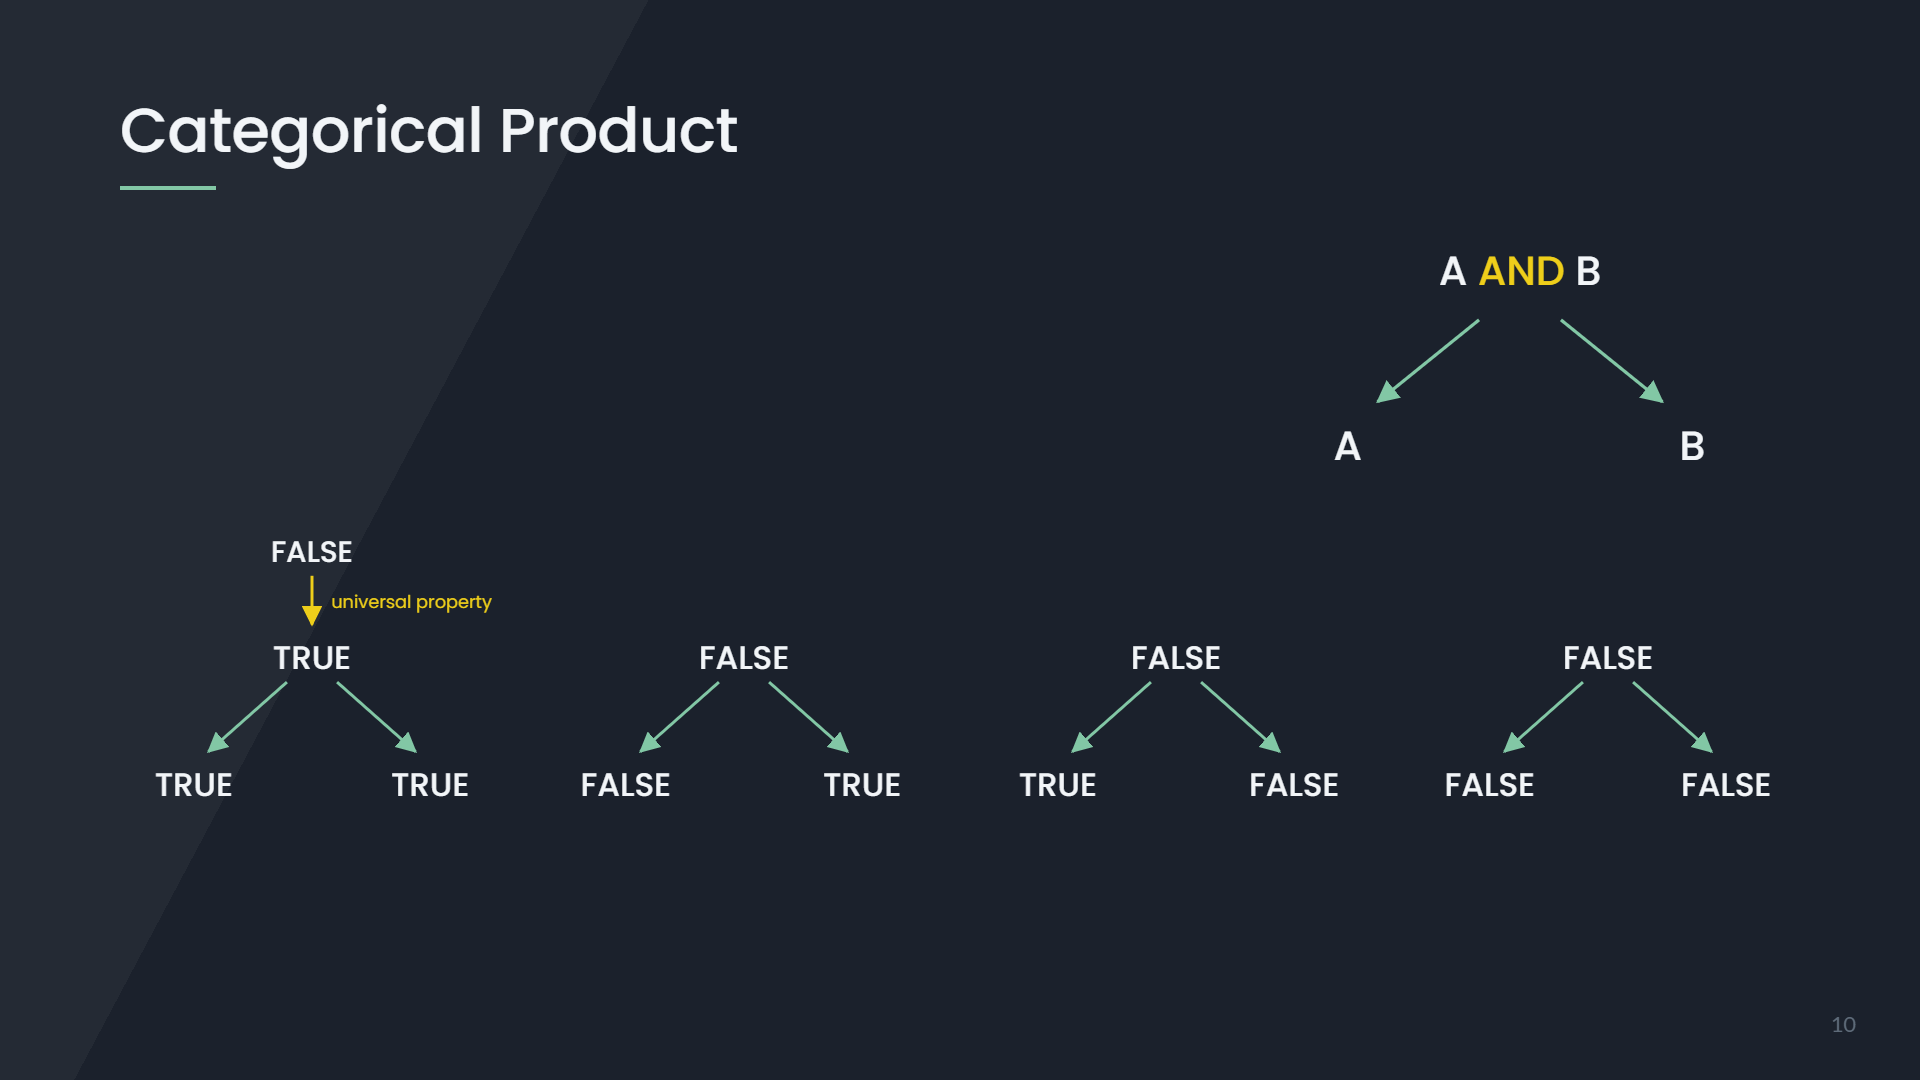 Categorical Product
A AND B
A B
FALSE
universal property
TRUE FALSE FALSE FALSE
TRUE TRUE FALSE TRUE TRUE FALSE FALSE FALSE
10